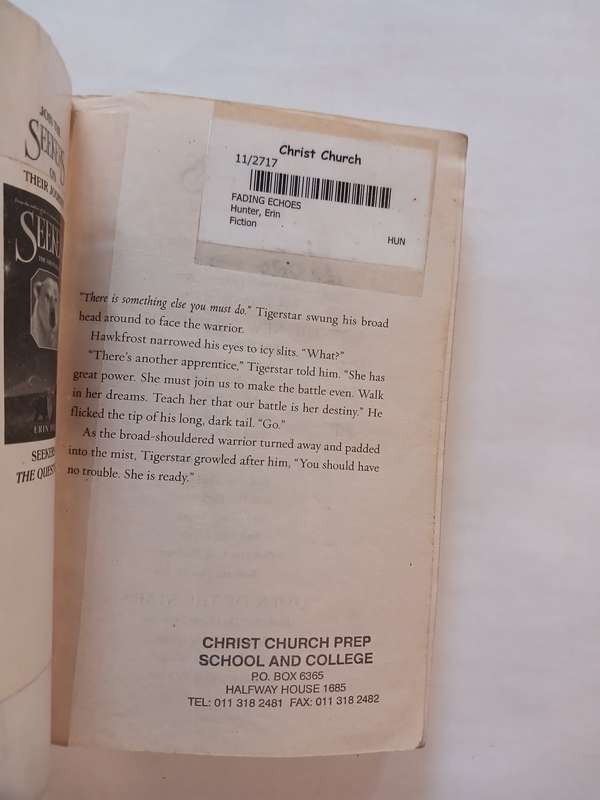 JOIN THE
SEEKERS
ON
THEIR
SEEKERS
THE QUEST
Christ Church
11/2717
FADING ECHOES
Hunter, Erin
Fiction
HUN
"There is something else you must do." Tigerstar swung his broad
head around to face the warrior.
Hawkfrost narrowed his eyes to icy slits. "What?"
"There's another apprentice," Tigerstar told him. "She has
great power. She must join us to make the battle even. Walk
in her dreams. Teach her that our battle is her destiny." He
flicked the tip of his long, dark tail. "Go."
As the broad-shouldered warrior turned away and padded
into the mist, Tigerstar growled after him, "You should have
no trouble. She is ready."
CHRIST CHURCH PREP
SCHOOL AND COLLEGE
P.O. BOX 6365
HALFWAY HOUSE 1685
TEL: 011 318 2481 FAX: 011 318 2482